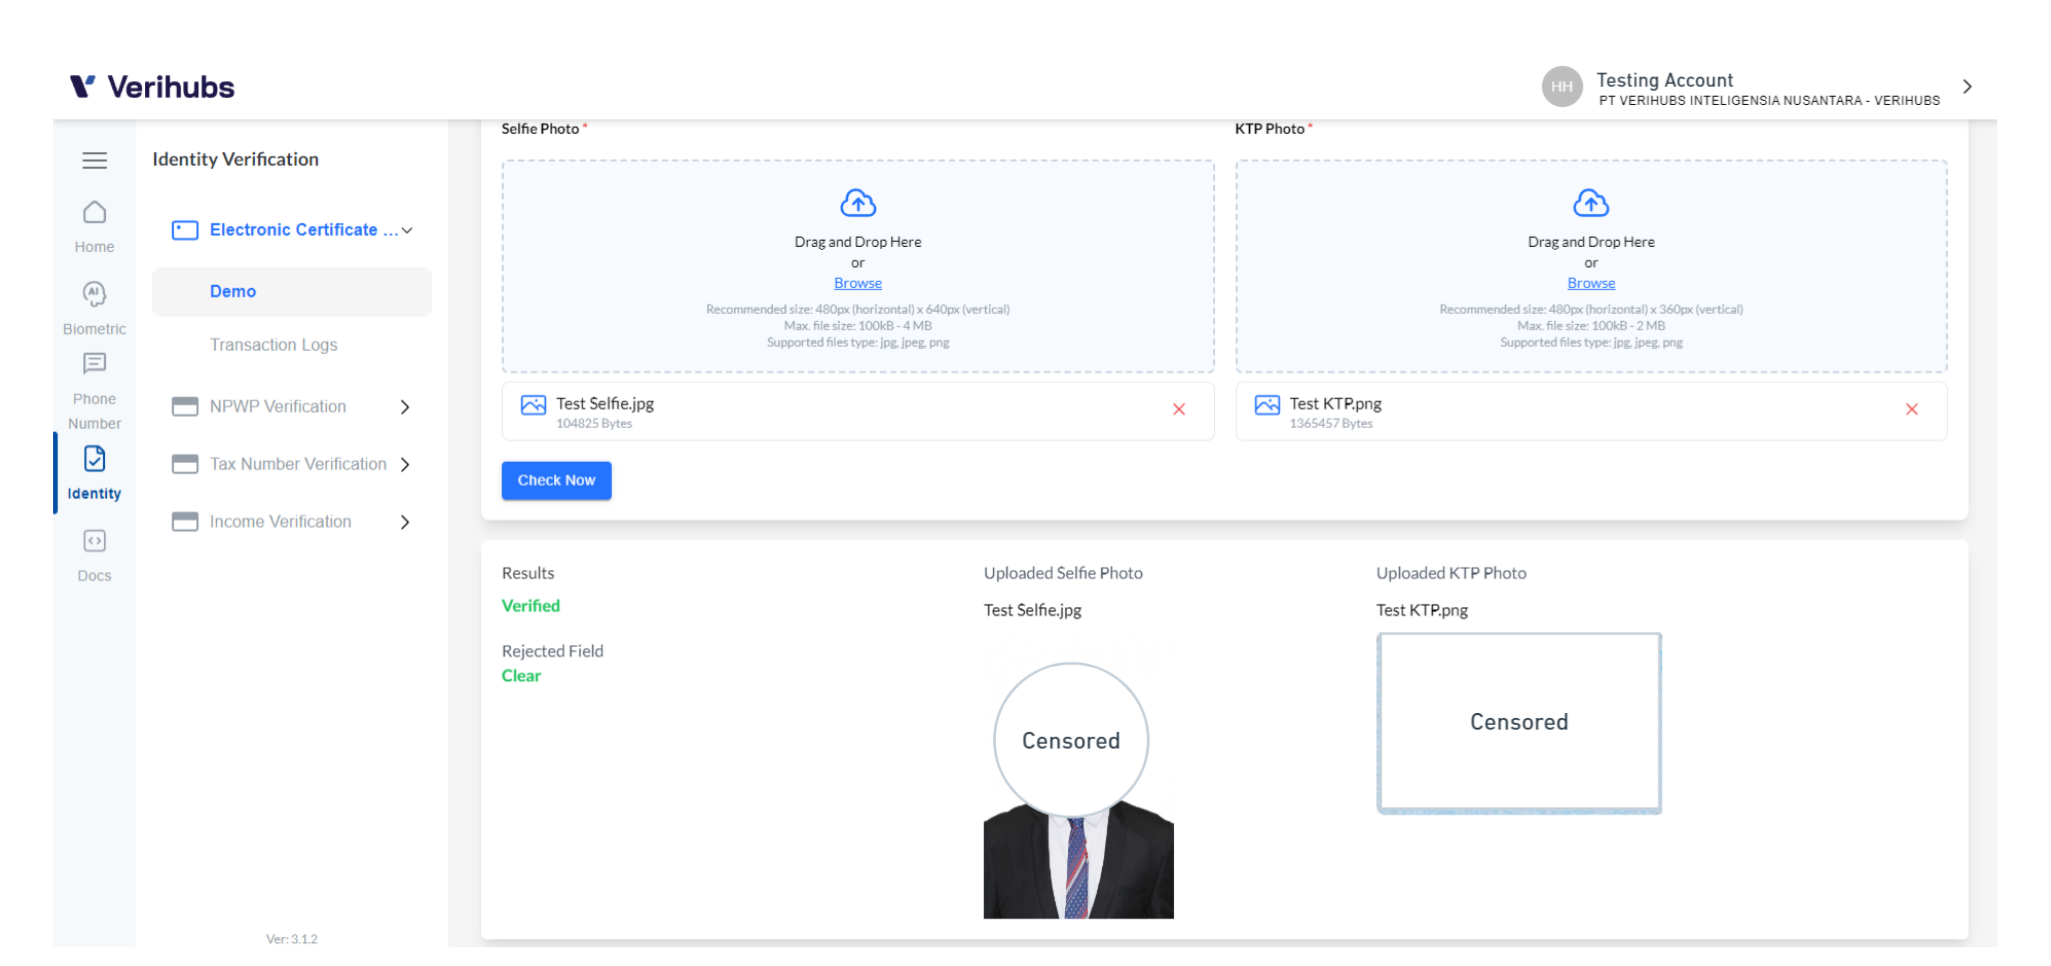 Verihubs
HH
Testing Account
PT VERIHUBS INTELIGENSIA NUSANTARA - VERIHUBS
Home
AI
Biometric
Phone
Number
Identity
Docs
Identity Verification
Electronic Certificate ...
Demo
Transaction Logs
NPWP Verification
Tax Number Verification
Income Verification
Ver: 3.1.2
Selfie Photo *
Drag and Drop Here
or
Browse
Recommended size: 480px (horizontal) x 640px (vertical)
Max. file size: 100kB - 4 MB
Supported files type: jpg, jpeg, png
Test Selfie.jpg
104825 Bytes
KTP Photo *
Drag and Drop Here
or
Browse
Recommended size: 480px (horizontal) x 360px (vertical)
Max. file size: 100kB - 2 MB
Supported files type: jpg, jpeg, png
Test KTP.png
1365457 Bytes
Check Now
Results
Verified
Rejected Field
Clear
Uploaded Selfie Photo
Test Selfie.jpg
Censored
Uploaded KTP Photo
Test KTP.png
Censored